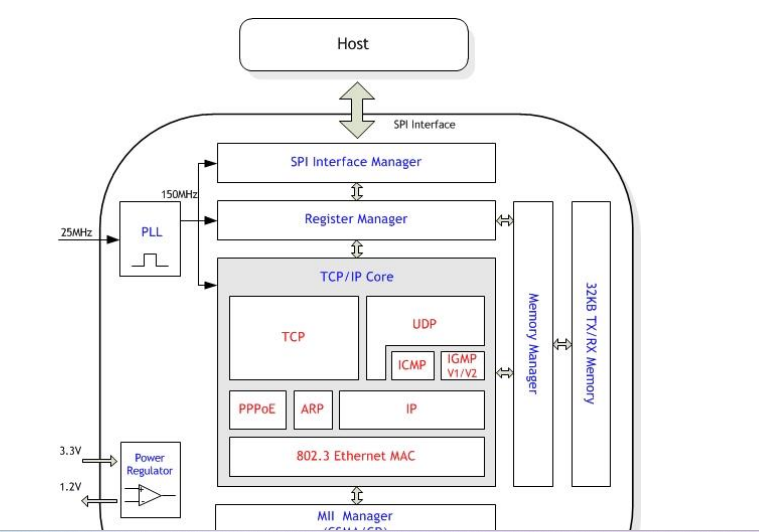 Host
SPI Interface
SPI Interface Manager
150MHz
Register Manager
25MHz
PLL
TCP/IP Core
TCP
UDP
ICMP
IGMP
V1/V2
PPPoE
ARP
IP
802.3 Ethernet MAC
Memory Manager
32KB TX/RX Memory
3.3V
1.2V
Power
Regulator
MII Manager
(CSMA/CD)